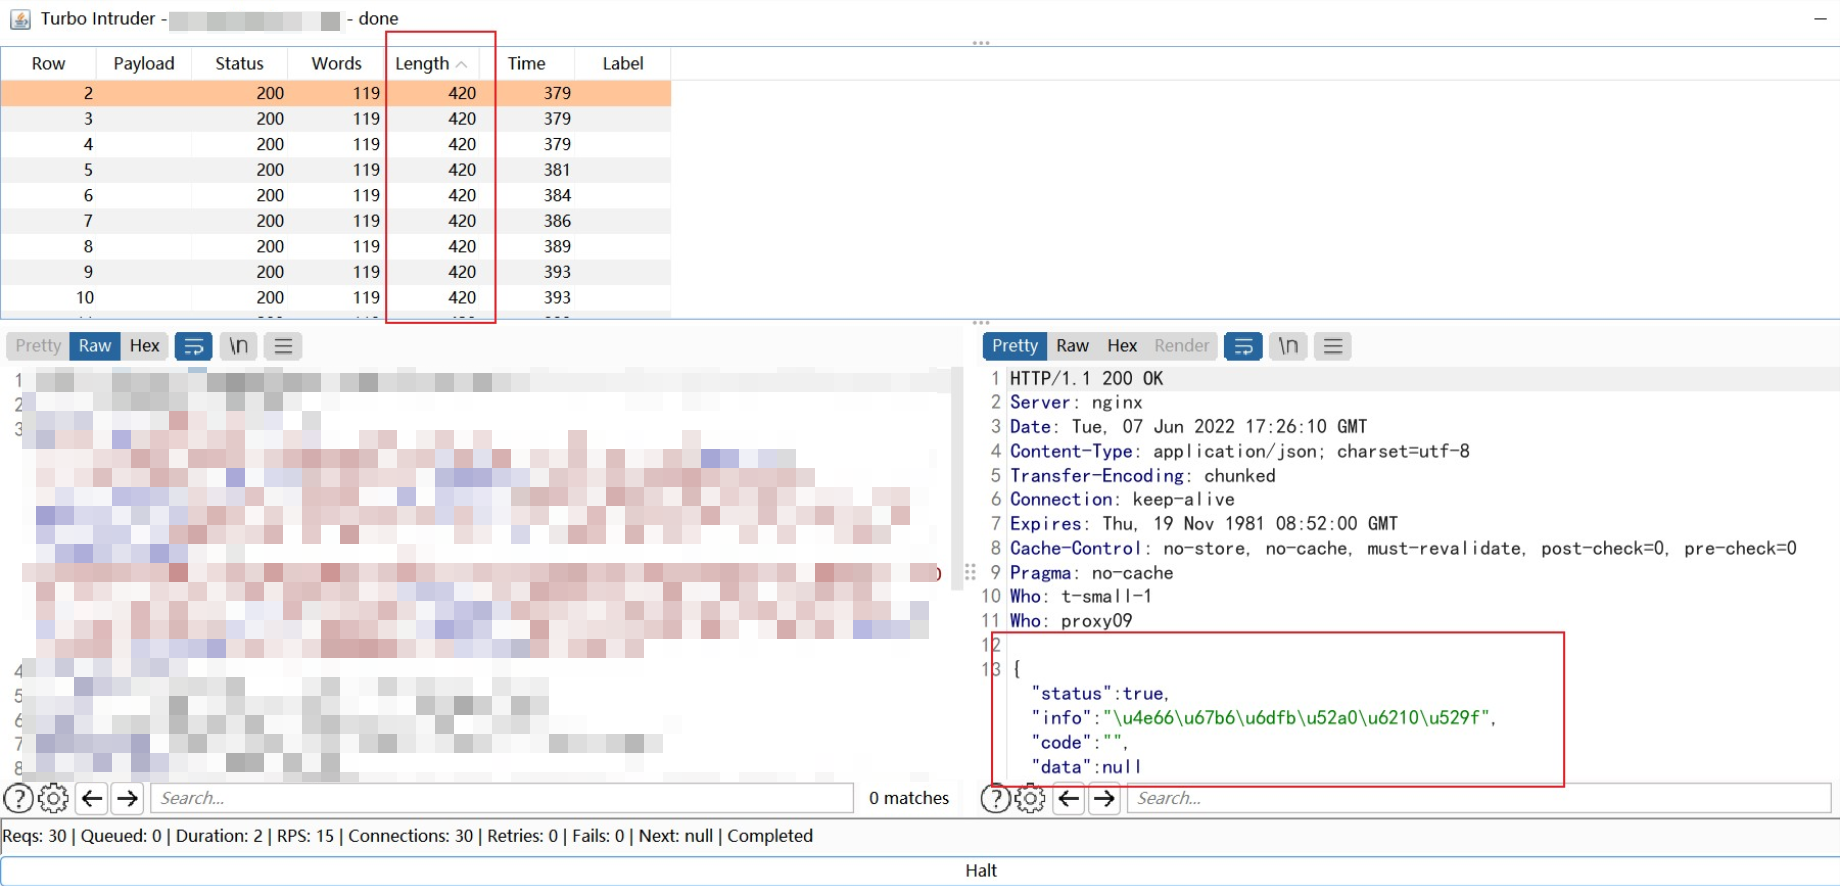 Turbo Intruder - - done
Row Payload Status Words Length Time Label
2 200 119 420 379
3 200 119 420 379
4 200 119 420 379
5 200 119 420 381
6 200 119 420 384
7 200 119 420 386
8 200 119 420 389
9 200 119 420 393
10 200 119 420 393
Pretty Raw Hex \n
1
2
3
4
5
6
7
8
Search...
0 matches
Pretty Raw Hex Render \n
1 HTTP/1.1 200 OK
2 Server: nginx
3 Date: Tue, 07 Jun 2022 17:26:10 GMT
4 Content-Type: application/json; charset=utf-8
5 Transfer-Encoding: chunked
6 Connection: keep-alive
7 Expires: Thu, 19 Nov 1981 08:52:00 GMT
8 Cache-Control: no-store, no-cache, must-revalidate, post-check=0, pre-check=0
9 Pragma: no-cache
10 Who: t-small-1
11 Who: proxy09
12
13 {
"status":true,
"info":"\u4e66\u67b6\u6dfb\u52a0\u6210\u529f",
"code":"",
"data":null
Search...
Reqs: 30 | Queued: 0 | Duration: 2 | RPS: 15 | Connections: 30 | Retries: 0 | Fails: 0 | Next: null | Completed
Halt